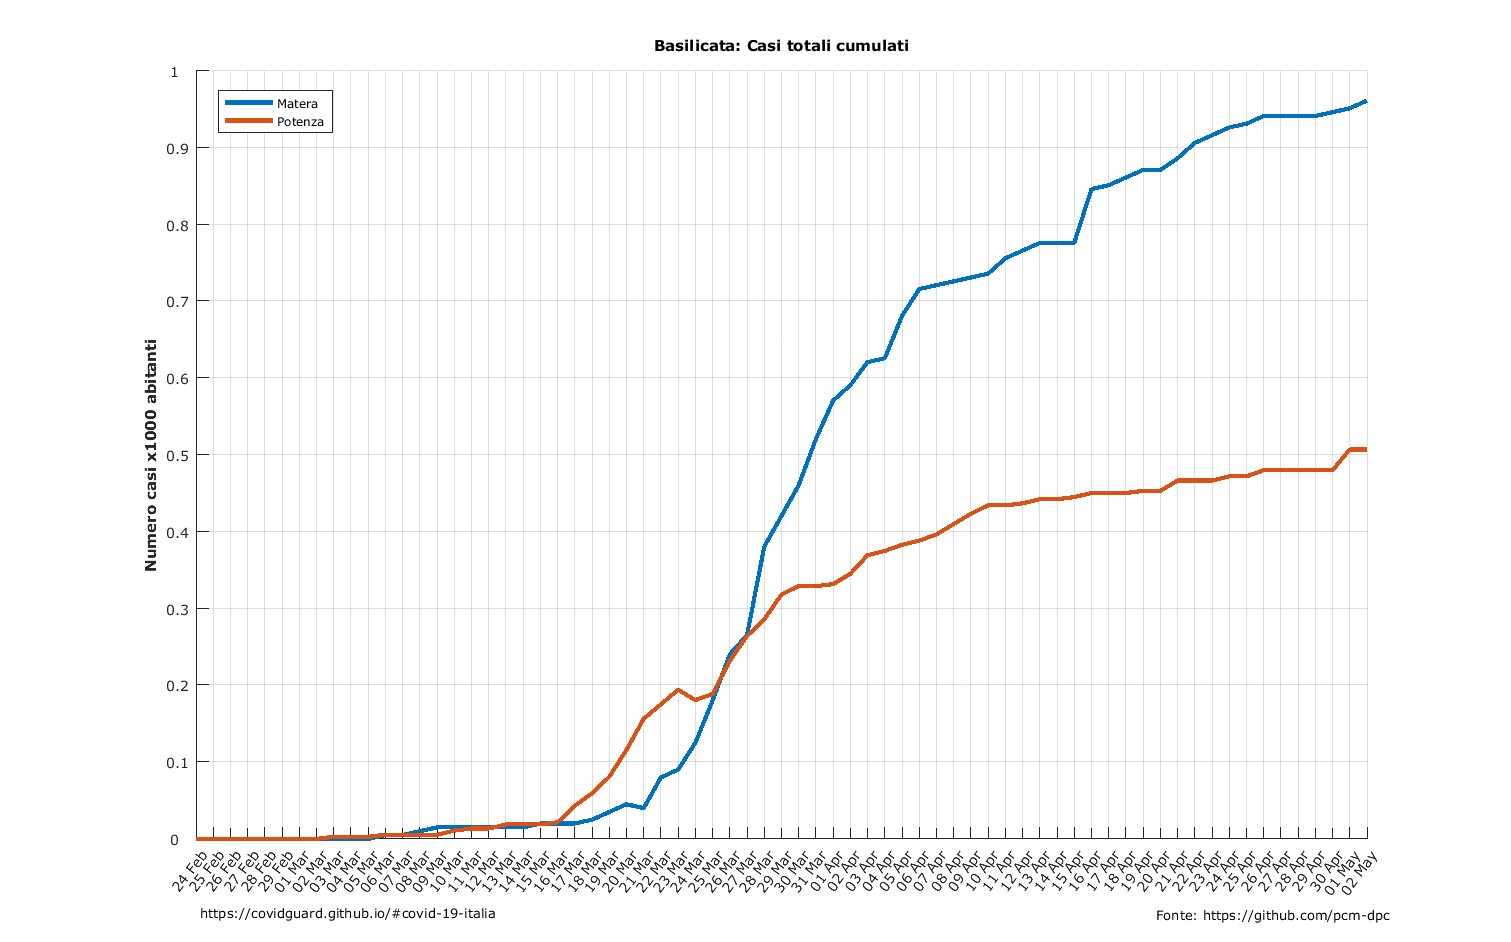 Basilicata: Casi totali cumulati
Matera
Potenza
Numero casi x1000 abitanti
1
0.9
0.8
0.7
0.6
0.5
0.4
0.3
0.2
0.1
0
24 Feb
25 Feb
26 Feb
27 Feb
28 Feb
29 Feb
01 Mar
02 Mar
03 Mar
04 Mar
05 Mar
06 Mar
07 Mar
08 Mar
09 Mar
10 Mar
11 Mar
12 Mar
13 Mar
14 Mar
15 Mar
16 Mar
17 Mar
18 Mar
19 Mar
20 Mar
21 Mar
22 Mar
23 Mar
24 Mar
25 Mar
26 Mar
27 Mar
28 Mar
29 Mar
30 Mar
31 Mar
01 Apr
02 Apr
03 Apr
04 Apr
05 Apr
06 Apr
07 Apr
08 Apr
09 Apr
10 Apr
11 Apr
12 Apr
13 Apr
14 Apr
15 Apr
16 Apr
17 Apr
18 Apr
19 Apr
20 Apr
21 Apr
22 Apr
23 Apr
24 Apr
25 Apr
26 Apr
27 Apr
28 Apr
29 Apr
30 Apr
01 May
02 May
https://covidguard.github.io/#covid-19-italia
Fonte: https://github.com/pcm-dpc